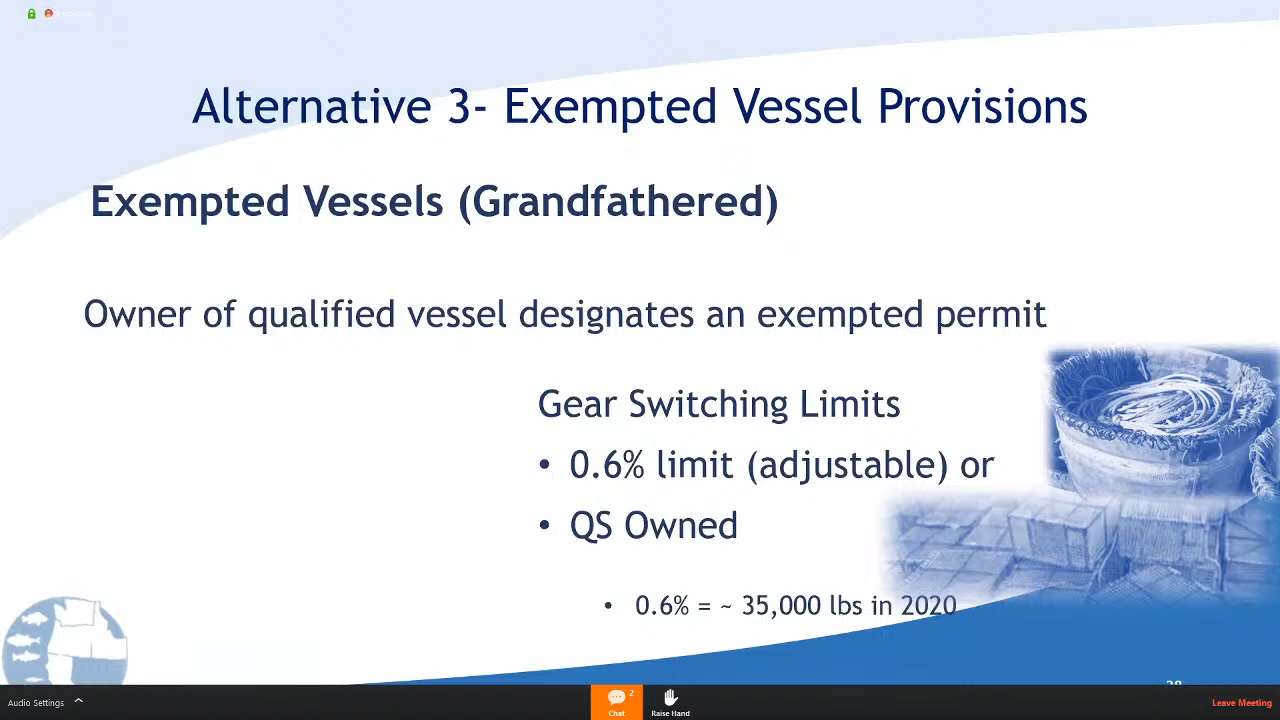 Alternative 3- Exempted Vessel Provisions
Exempted Vessels (Grandfathered)
Owner of qualified vessel designates an exempted permit
Gear Switching Limits
• 0.6% limit (adjustable) or
• QS Owned
• 0.6% = ~ 35,000 lbs in 2020
Audio Settings
2
Chat
Raise Hand
Leave Meeting